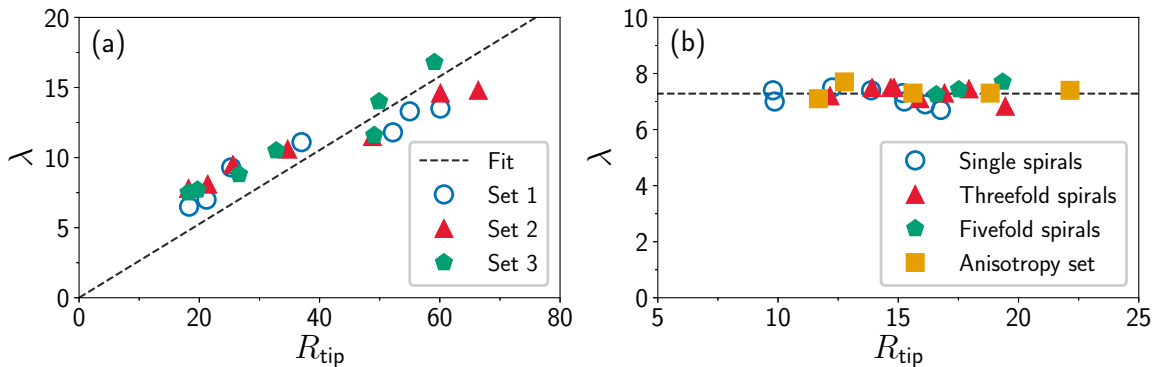 (a)
20
15
10
5
0
λ
0 20 40 60 80
R_tip
Fit
Set 1
Set 2
Set 3
(b)
10
8
6
4
2
0
λ
5 10 15 20 25
R_tip
Single spirals
Threefold spirals
Fivefold spirals
Anisotropy set